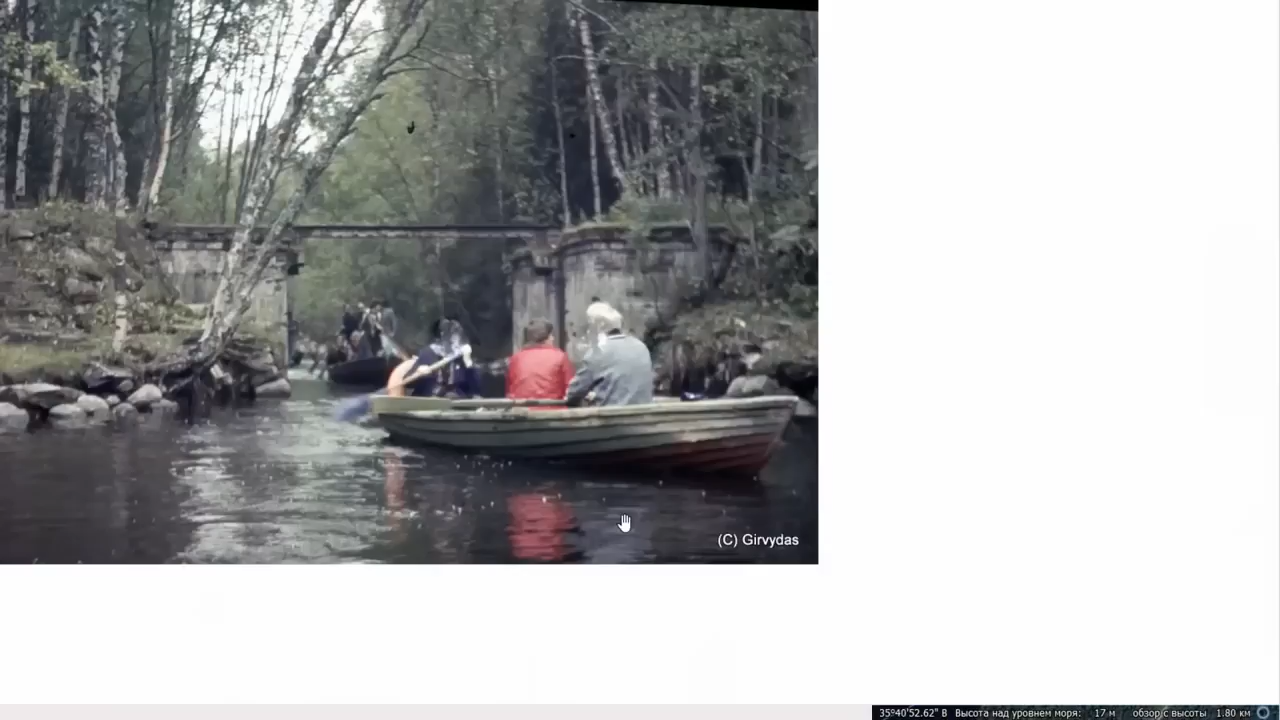 (C) Girvydas
35°40'52.62" В Высота над уровнем моря: 17 м обзор с высоты 1.80 км